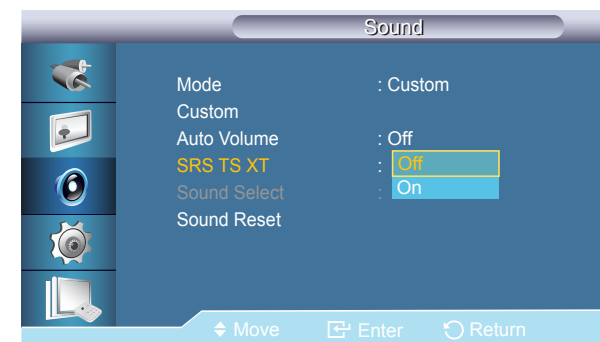 Sound
Mode : Custom
Custom
Auto Volume : Off
SRS TS XT : Off
Sound Select : On
Sound Reset
Move Enter Return